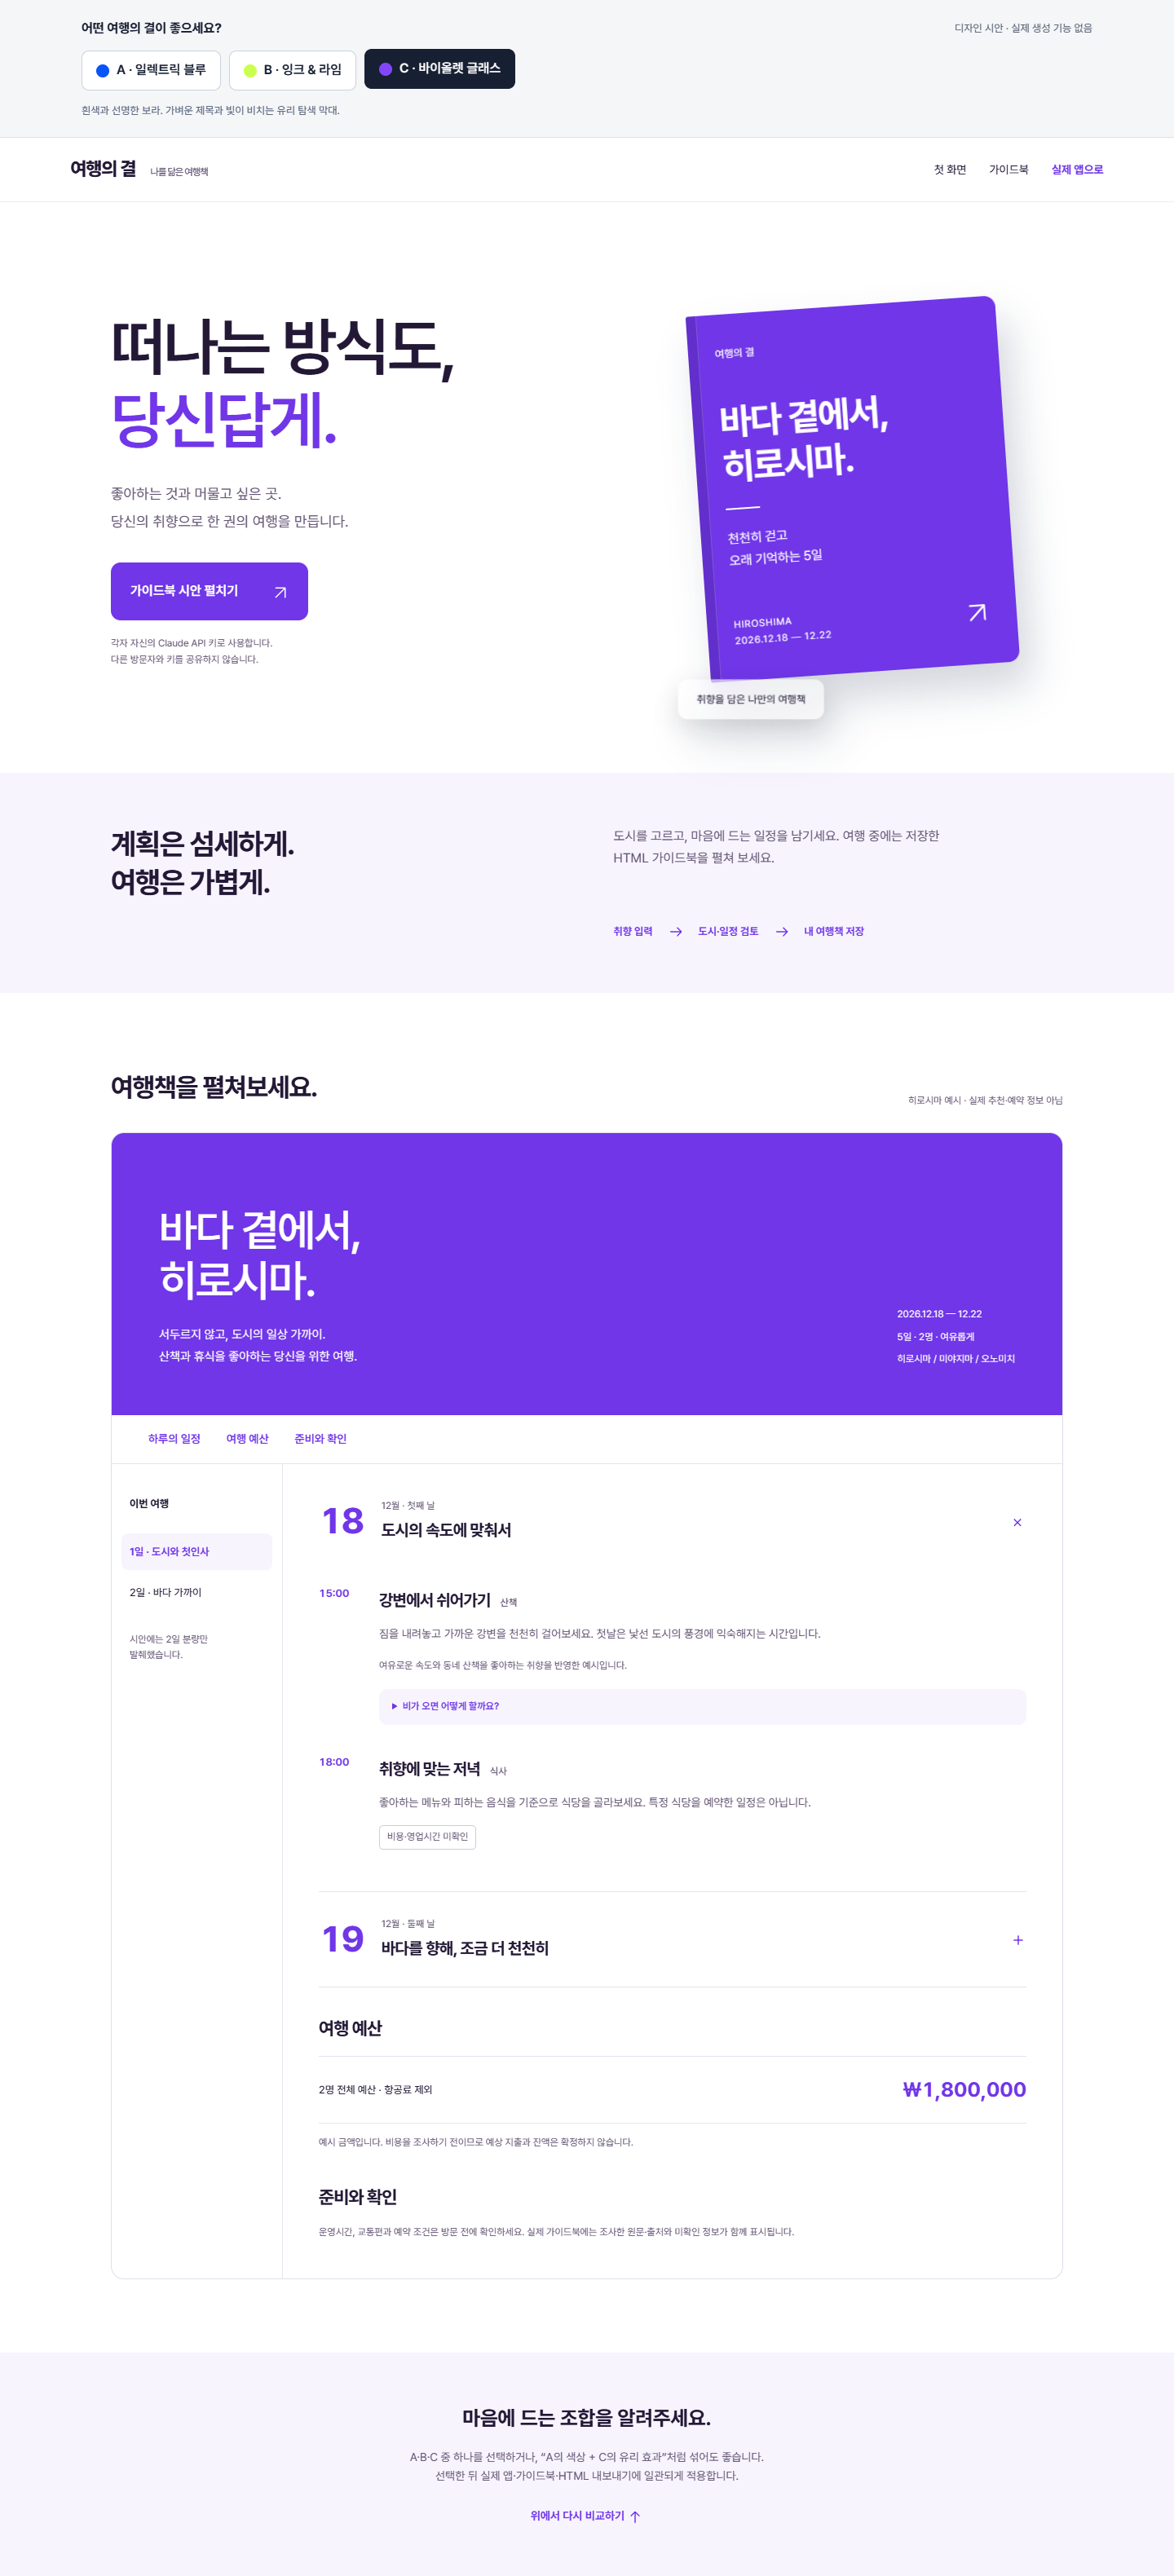 어떤 여행의 결이 좋으세요?
디자인 시안 · 실제 생성 기능 없음
A · 일렉트릭 블루
B · 잉크 & 라임
C · 바이올렛 글래스
흰색과 선명한 보라. 가벼운 제목과 빛이 비치는 유리 탐색 막대.
여행의 결 나를 닮은 여행책
첫 화면 가이드북 실제 앱으로
떠나는 방식도,
당신답게.
좋아하는 것과 머물고 싶은 곳.
당신의 취향으로 한 권의 여행을 만듭니다.
가이드북 시안 펼치기
각자 자신의 Claude API 키로 사용합니다.
다른 방문자와 키를 공유하지 않습니다.
여행의 결
바다 곁에서,
히로시마.
천천히 걷고
오래 기억하는 5일
HIROSHIMA
2026.12.18 — 12.22
취향을 담은 나만의 여행책
계획은 섬세하게.
여행은 가볍게.
도시를 고르고, 마음에 드는 일정을 남기세요. 여행 중에는 저장한
HTML 가이드북을 펼쳐 보세요.
취향 입력 → 도시·일정 검토 → 내 여행책 저장
여행책을 펼쳐보세요.
히로시마 예시 · 실제 추천·예약 정보 아님
바다 곁에서,
히로시마.
서두르지 않고, 도시의 일상 가까이.
산책과 휴식을 좋아하는 당신을 위한 여행.
2026.12.18 — 12.22
5일 · 2명 · 여유롭게
히로시마 / 미야지마 / 오노미치
하루의 일정 여행 예산 준비와 확인
이번 여행
1일 · 도시와 첫인사
2일 · 바다 가까이
시안에는 2일 분량만
발췌했습니다.
18
12월 · 첫째 날
도시의 속도에 맞춰서
15:00
강변에서 쉬어가기 산책
짐을 내려놓고 가까운 강변을 천천히 걸어보세요. 첫날은 낯선 도시의 풍경에 익숙해지는 시간입니다.
여유로운 속도와 동네 산책을 좋아하는 취향을 반영한 예시입니다.
▶ 비가 오면 어떻게 할까요?
18:00
취향에 맞는 저녁 식사
좋아하는 메뉴와 피하는 음식을 기준으로 식당을 골라보세요. 특정 식당을 예약한 일정은 아닙니다.
비용·영업시간 미확인
19
12월 · 둘째 날
바다를 향해, 조금 더 천천히
여행 예산
2명 전체 예산 · 항공료 제외
₩1,800,000
예시 금액입니다. 비용을 조사하기 전이므로 예상 지출과 잔액은 확정하지 않습니다.
준비와 확인
운영시간, 교통편과 예약 조건은 방문 전에 확인하세요. 실제 가이드북에는 조사한 원문·출처와 미확인 정보가 함께 표시됩니다.
마음에 드는 조합을 알려주세요.
A·B·C 중 하나를 선택하거나, “A의 색상 + C의 유리 효과”처럼 섞어도 좋습니다.
선택한 뒤 실제 앱·가이드북·HTML 내보내기에 일관되게 적용합니다.
위에서 다시 비교하기 ↑